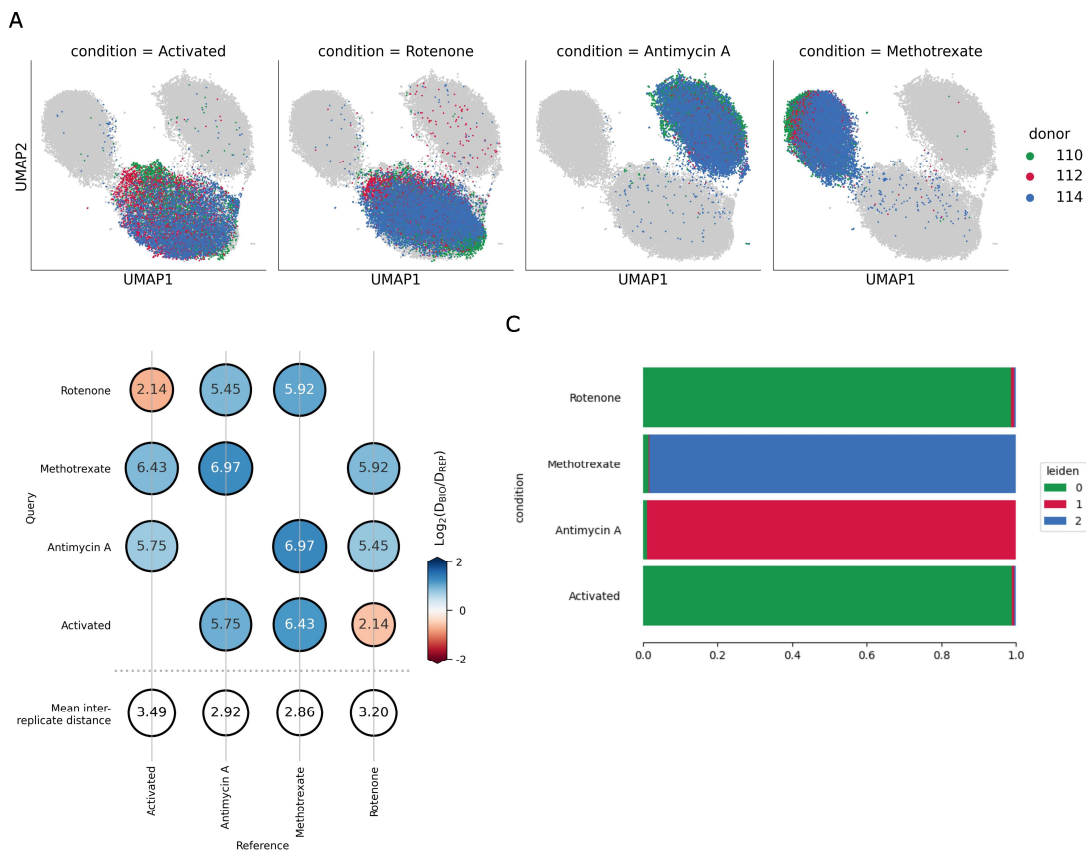 A
condition = Activated
condition = Rotenone
condition = Antimycin A
condition = Methotrexate
UMAP2
UMAP1
UMAP1
UMAP1
UMAP1
donor
110
112
114
Query
Rotenone
2.14
5.45
5.92
Methotrexate
6.43
6.97
5.92
Antimycin A
5.75
6.97
5.45
Activated
5.75
6.43
2.14
Mean inter-
replicate distance
3.49
2.92
2.86
3.20
Activated
Antimycin A
Methotrexate
Rotenone
Reference
Log2(DBIO/DREP)
2
0
-2
C
condition
Rotenone
Methotrexate
Antimycin A
Activated
0.0
0.2
0.4
0.6
0.8
1.0
leiden
0
1
2